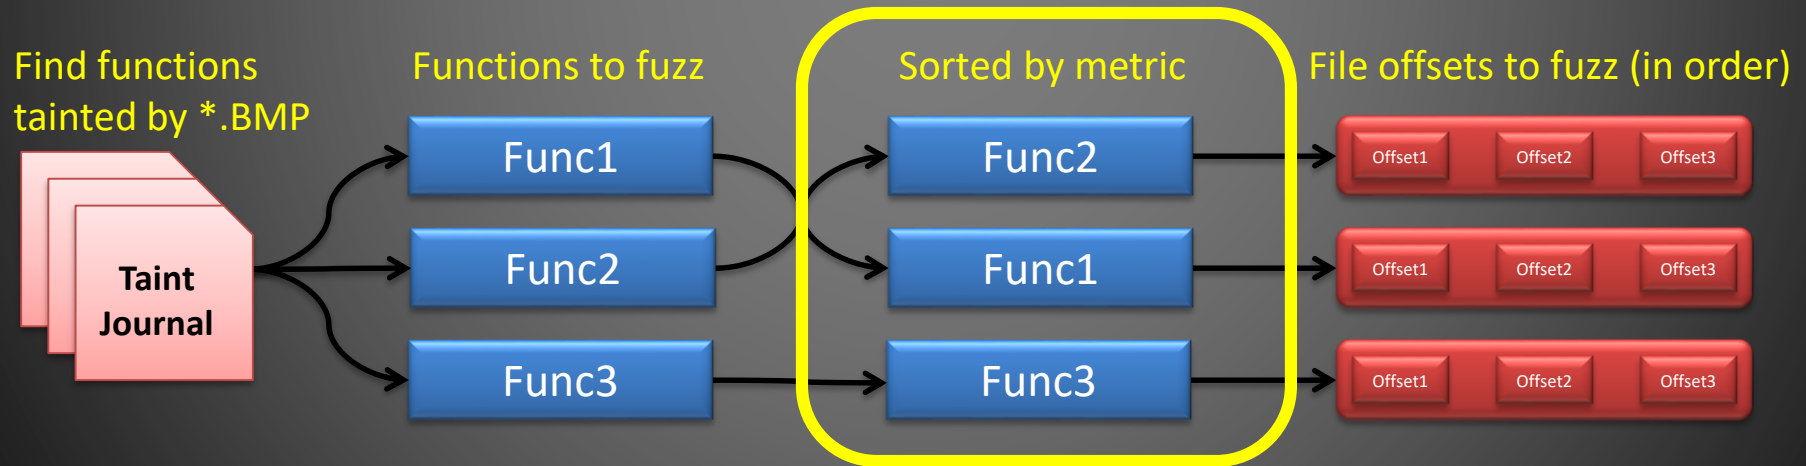 Find functions
tainted by *.BMP
Taint
Journal
Functions to fuzz
Func1
Func2
Func3
Sorted by metric
Func2
Func1
Func3
File offsets to fuzz (in order)
Offset1 Offset2 Offset3
Offset1 Offset2 Offset3
Offset1 Offset2 Offset3